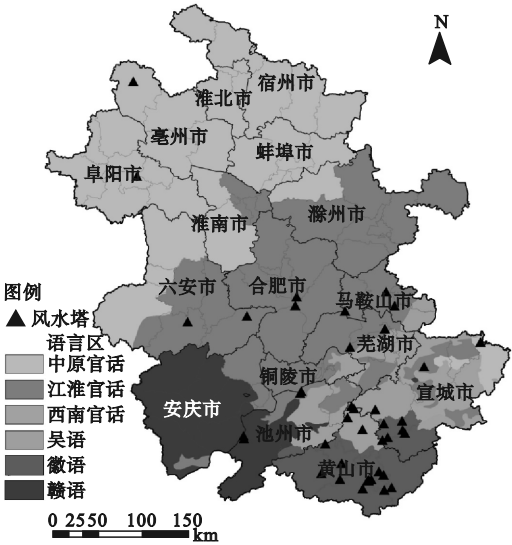 N
宿州市
淮北市
亳州市
蚌埠市
阜阳市
滁州市
淮南市
六安市
合肥市
马鞍山市
芜湖市
铜陵市
宣城市
安庆市
池州市
黄山市
图例
风水塔
语言区
中原官话
江淮官话
西南官话
吴语
徽语
赣语
0 25 50 100 150
km